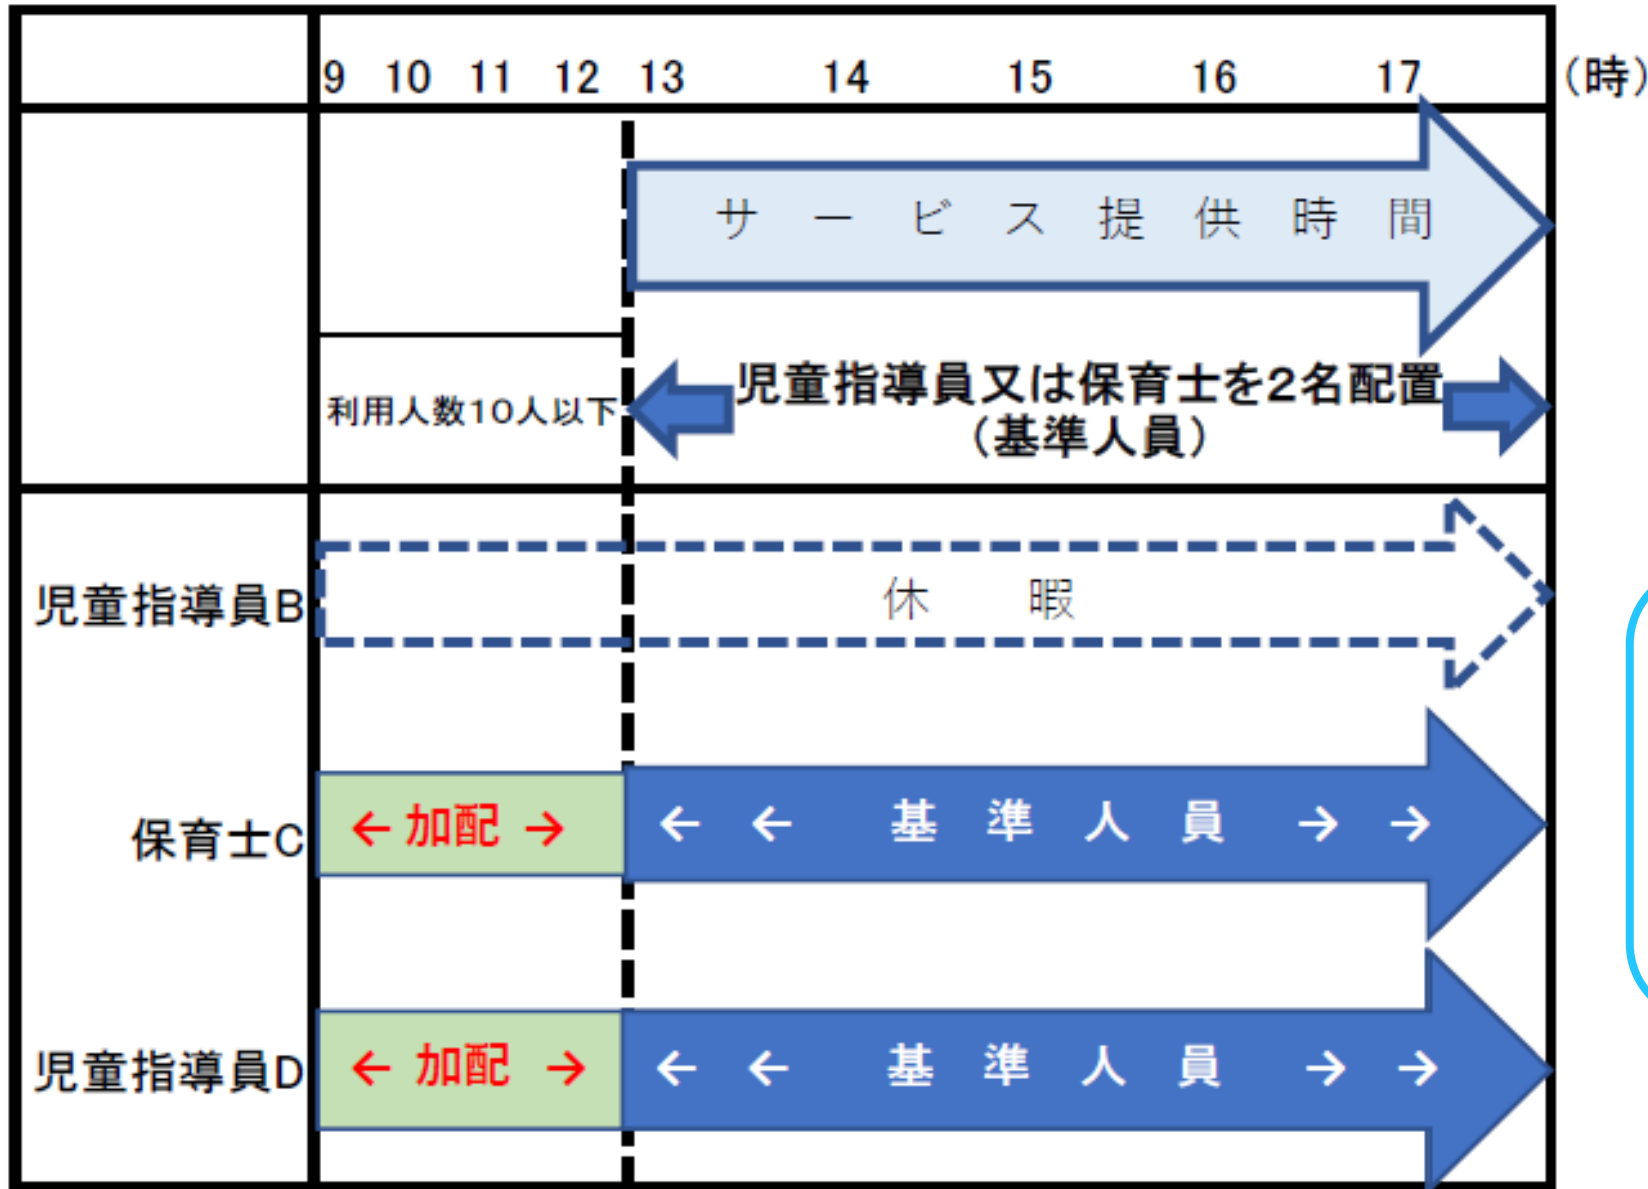 9 10 11 12 13 14 15 16 17 (時)
サービス提供時間
利用人数10人以下
児童指導員又は保育士を2名配置
(基準人員)
児童指導員B
休暇
保育士C
←加配→
← ← 基準人員 → →
児童指導員D
←加配→
← ← 基準人員 → →